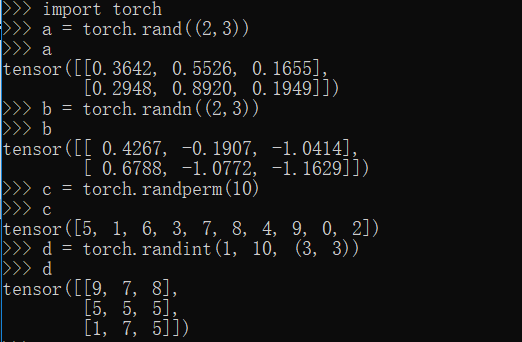 >>> import torch
>>> a = torch.rand((2,3))
>>> a
tensor([[0.3642, 0.5526, 0.1655],
        [0.2948, 0.8920, 0.1949]])
>>> b = torch.randn((2,3))
>>> b
tensor([[ 0.4267, -0.1907, -1.0414],
        [ 0.6788, -1.0772, -1.1629]])
>>> c = torch.randperm(10)
>>> c
tensor([5, 1, 6, 3, 7, 8, 4, 9, 0, 2])
>>> d = torch.randint(1, 10, (3, 3))
>>> d
tensor([[9, 7, 8],
        [5, 5, 5],
        [1, 7, 5]])